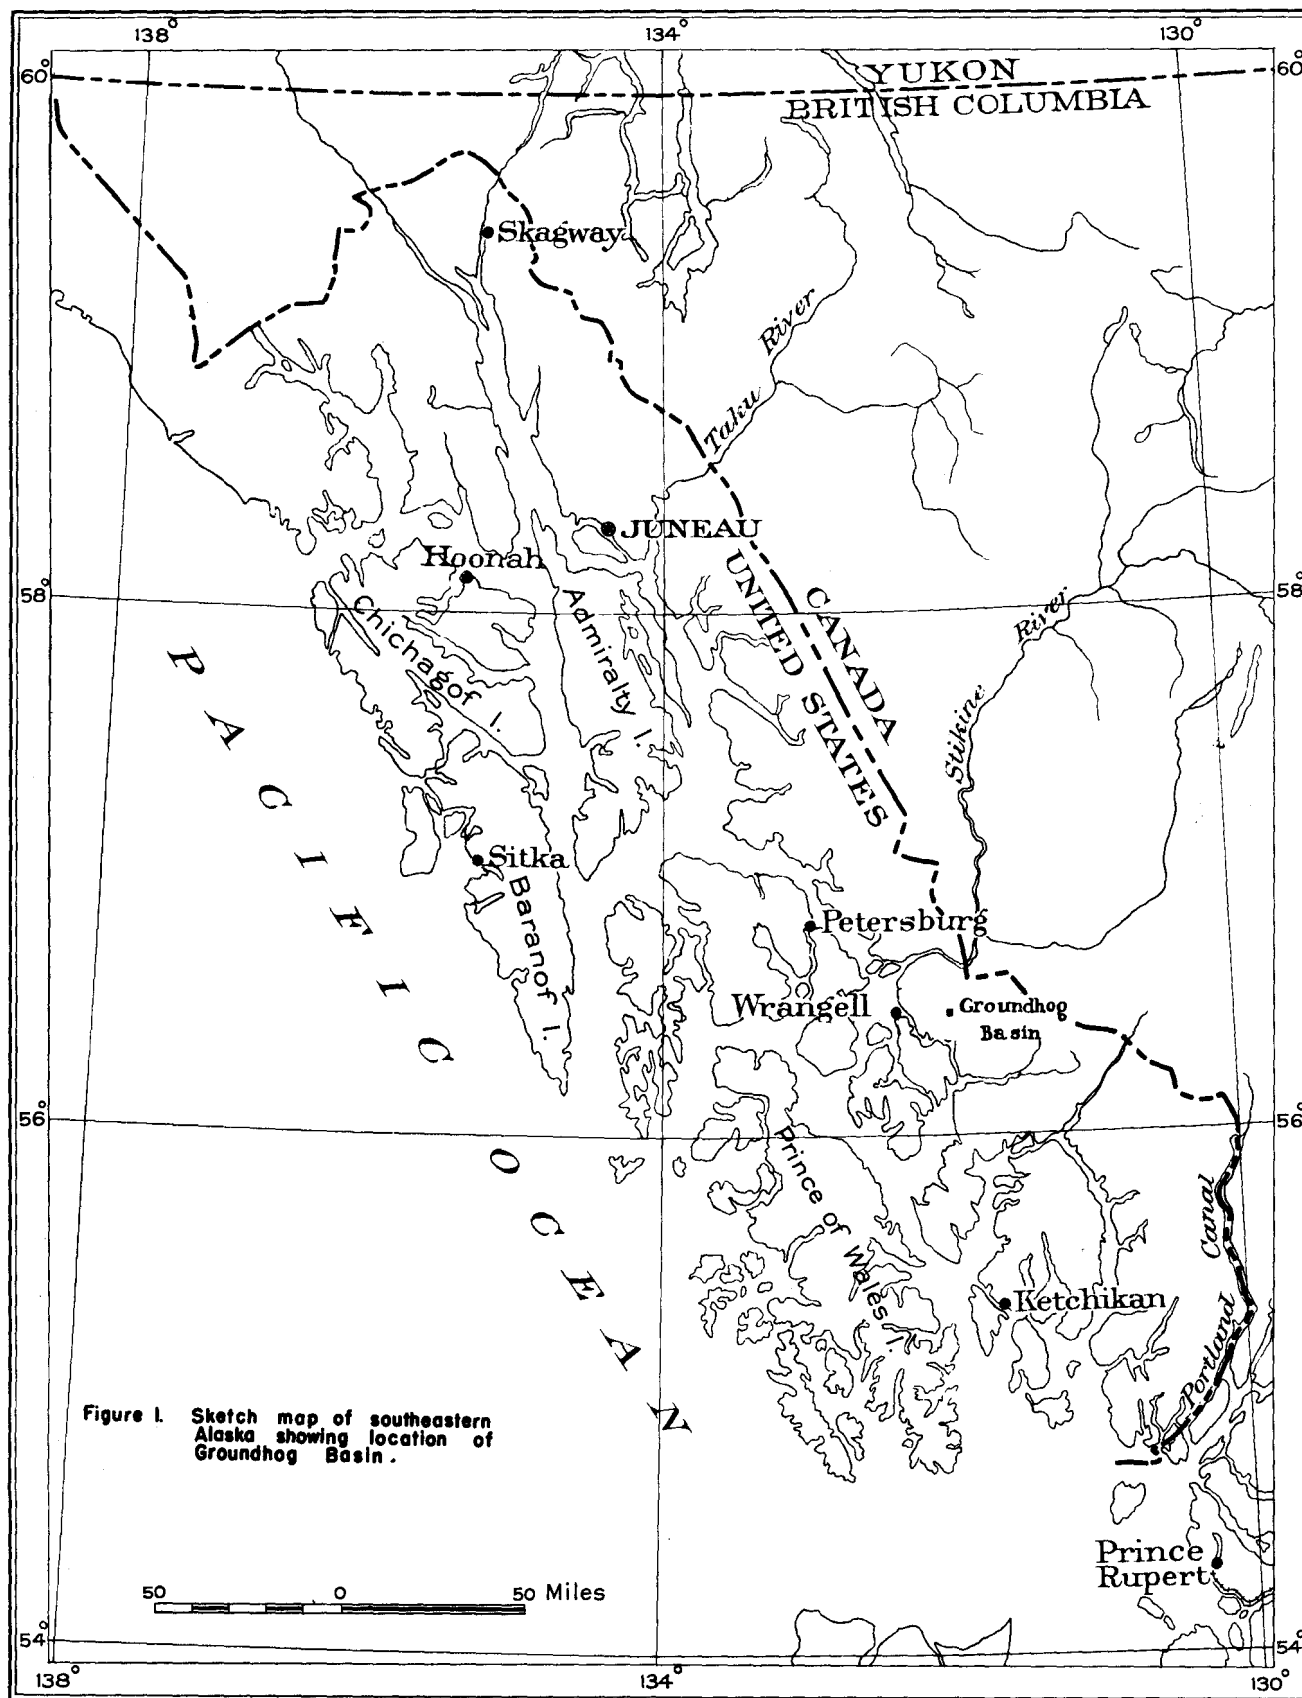 138° 134° 130°
60° 60°
YUKON
BRITISH COLUMBIA
Skagway
Taku River
JUNEAU
Hoonah
CANADA
UNITED STATES
58° 58°
Chichagof I.
Admiralty I.
Stikine River
PACIFIC OCEAN
Sitka
Baranof I.
Petersburg
Wrangell
Groundhog
Basin
56° 56°
Prince of Wales I.
Ketchikan
Portland Canal
Figure 1. Sketch map of southeastern
Alaska showing location of
Groundhog Basin.
Prince
Rupert
50 0 50 Miles
54° 54°
138° 134° 130°